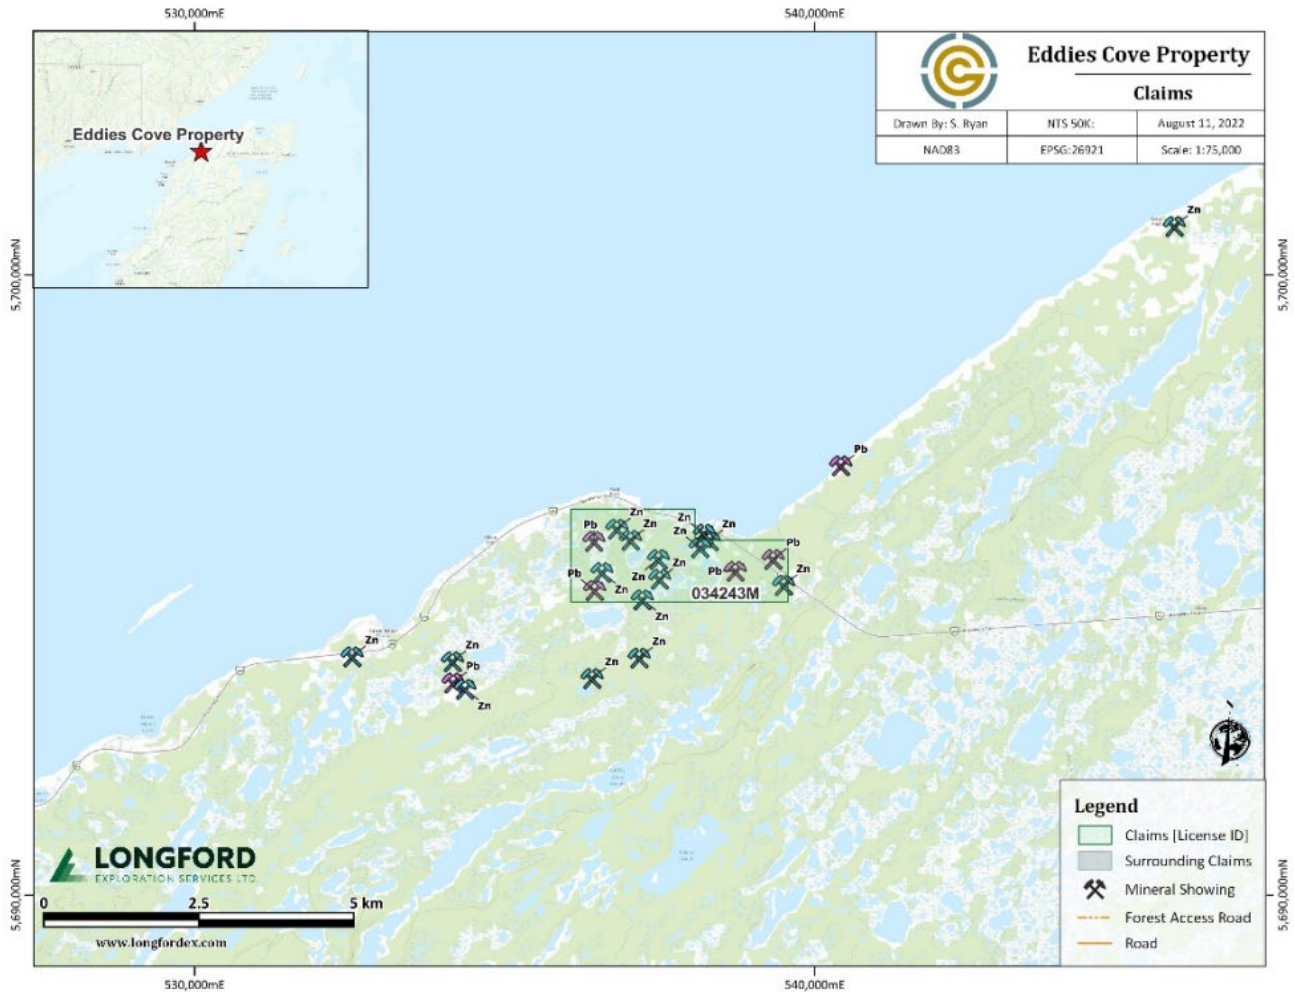 530,000mE
540,000mE
Eddies Cove Property
Eddies Cove Property
Claims
Drawn By: S. Ryan
NTS 50K:
August 11, 2022
NAD83
EPSG:26921
Scale: 1:75,000
5,700,000mN
5,700,000mN
Zn
Pb
Zn
Pb
Zn
Zn
Zn
Zn
Pb
Pb
Zn
Pb
Zn
Zn
034243M
Zn
Zn
Zn
Zn
Zn
Pb
Zn
Zn
LONGFORD
EXPLORATION SERVICES LTD.
0
2.5
5 km
www.longfordex.com
Legend
Claims [License ID]
Surrounding Claims
Mineral Showing
Forest Access Road
Road
5,690,000mN
5,690,000mN
530,000mE
540,000mE